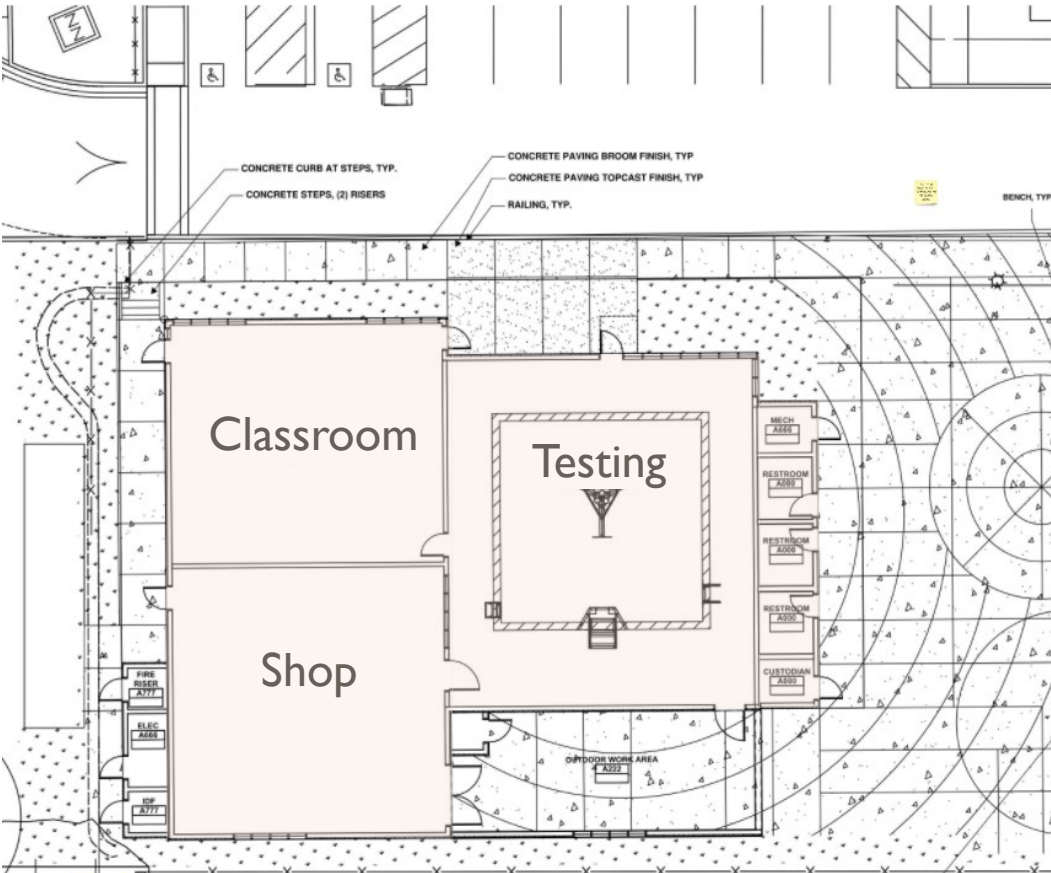 CONCRETE CURB AT STEPS, TYP.
CONCRETE STEPS, (2) RISERS
CONCRETE PAVING BROOM FINISH, TYP
CONCRETE PAVING TOPCAST FINISH, TYP
RAILING, TYP.
BENCH, TYP
Classroom
Testing
Shop
MECH
A666
RESTROOM
A000
RESTROOM
A000
RESTROOM
A000
CUSTODIAN
A000
FIRE
RISER
A777
ELEC
A666
IDF
A777
OUTDOOR WORK AREA
A222